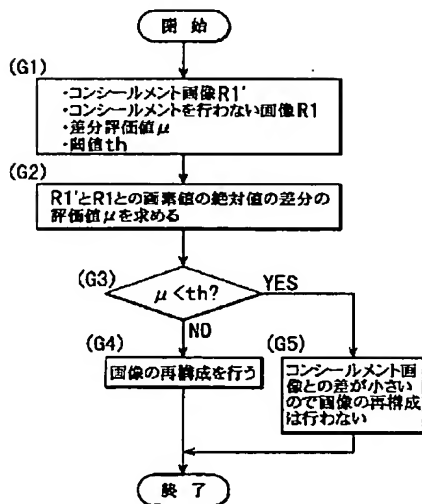 開始
(G1)
・コンシールメント画像R1'
・コンシールメントを行わない画像R1
・差分評価値μ
・閾値th
(G2)
R1'とR1との画素値の絶対値の差分の
評価値μを求める
(G3)
μ<th?
YES
NO
(G4)
画像の再構成を行う
(G5)
コンシールメント画
像との差が小さい
ので画像の再構成
は行わない
終了